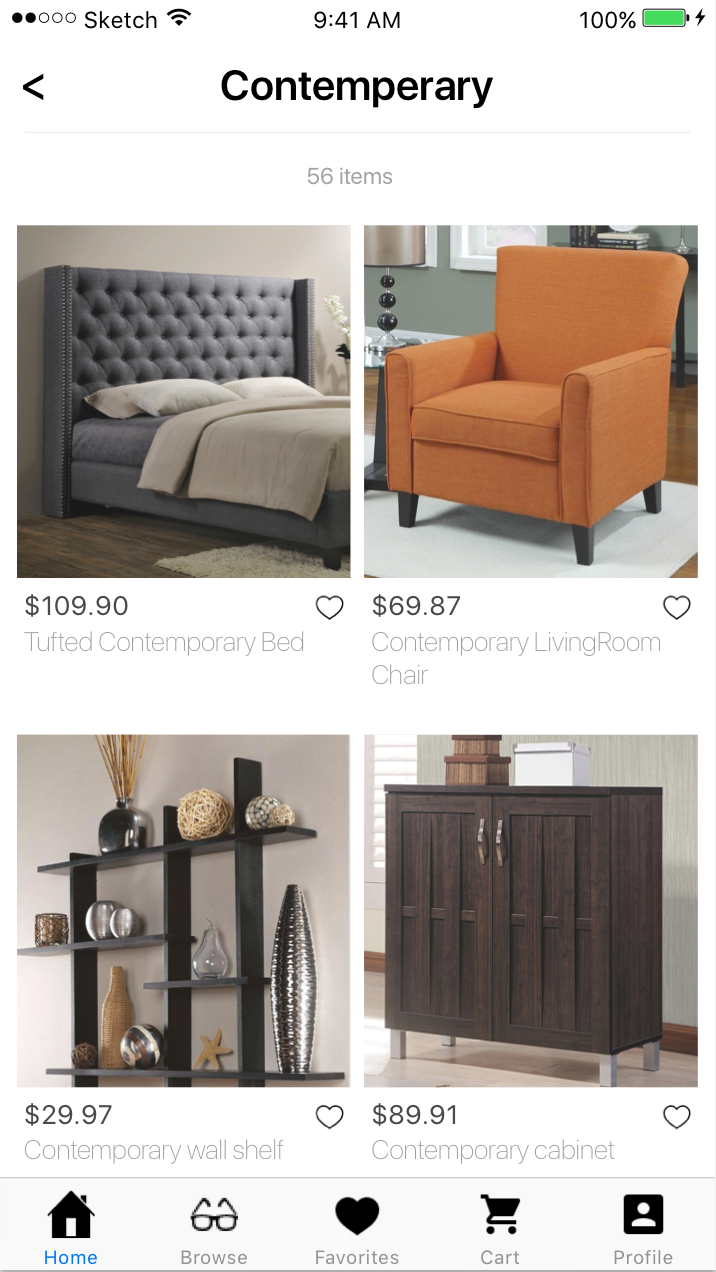 Sketch 9:41 AM 100%
< Contemperary
56 items
$109.90
Tufted Contemporary Bed
$69.87
Contemporary LivingRoom
Chair
$29.97
Contemporary wall shelf
$89.91
Contemporary cabinet
Home Browse Favorites Cart Profile